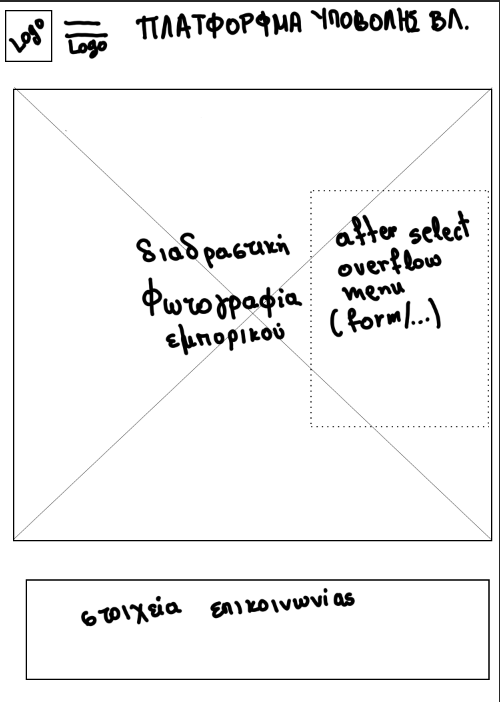 Logo
Logo
ΠΛΑΤΦΟΡΦΜΑ ΥΠΟΒΟΛΗΣ ΒΛ.
διαδραστική
Φωτογραφία
εμπορικού
after select
overflow
menu
(form/...)
στοιχεία επικοινωνίας